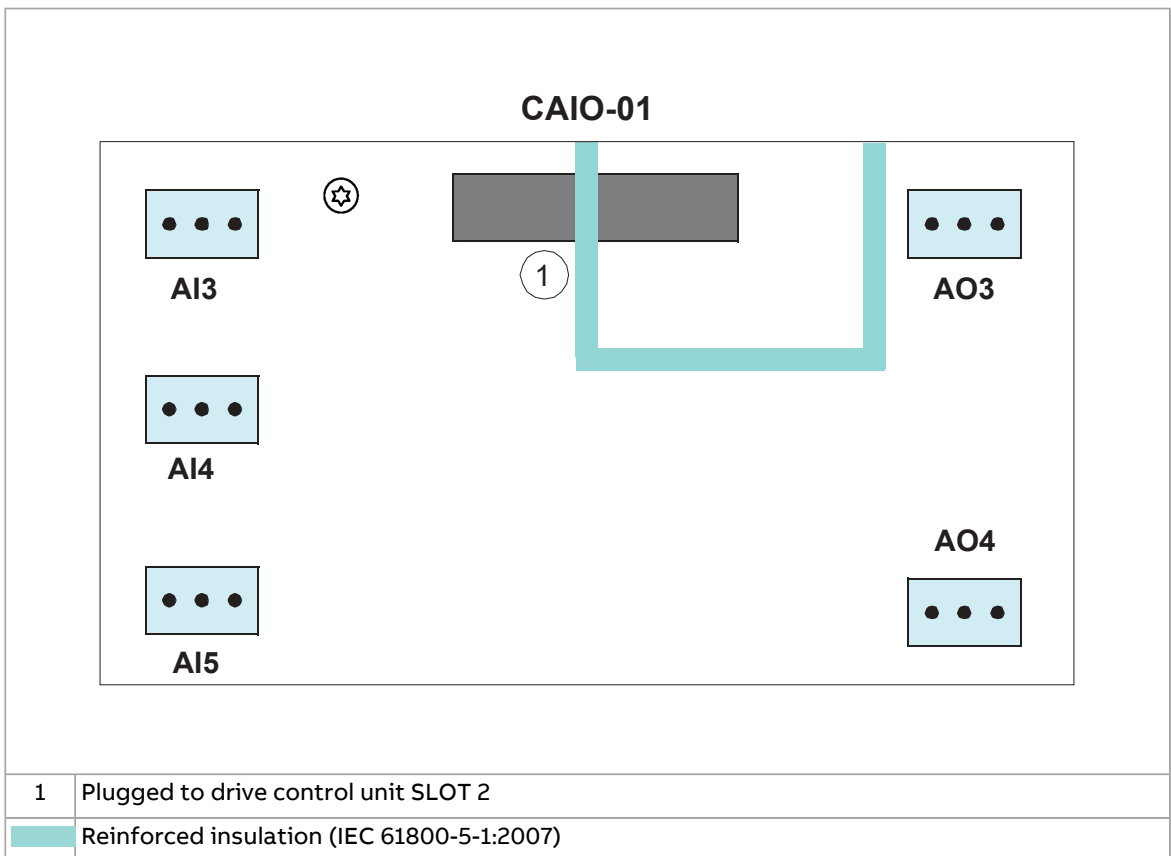 CAIO-01
AI3
1
AO3
AI4
AO4
AI5
1 Plugged to drive control unit SLOT 2
Reinforced insulation (IEC 61800-5-1:2007)